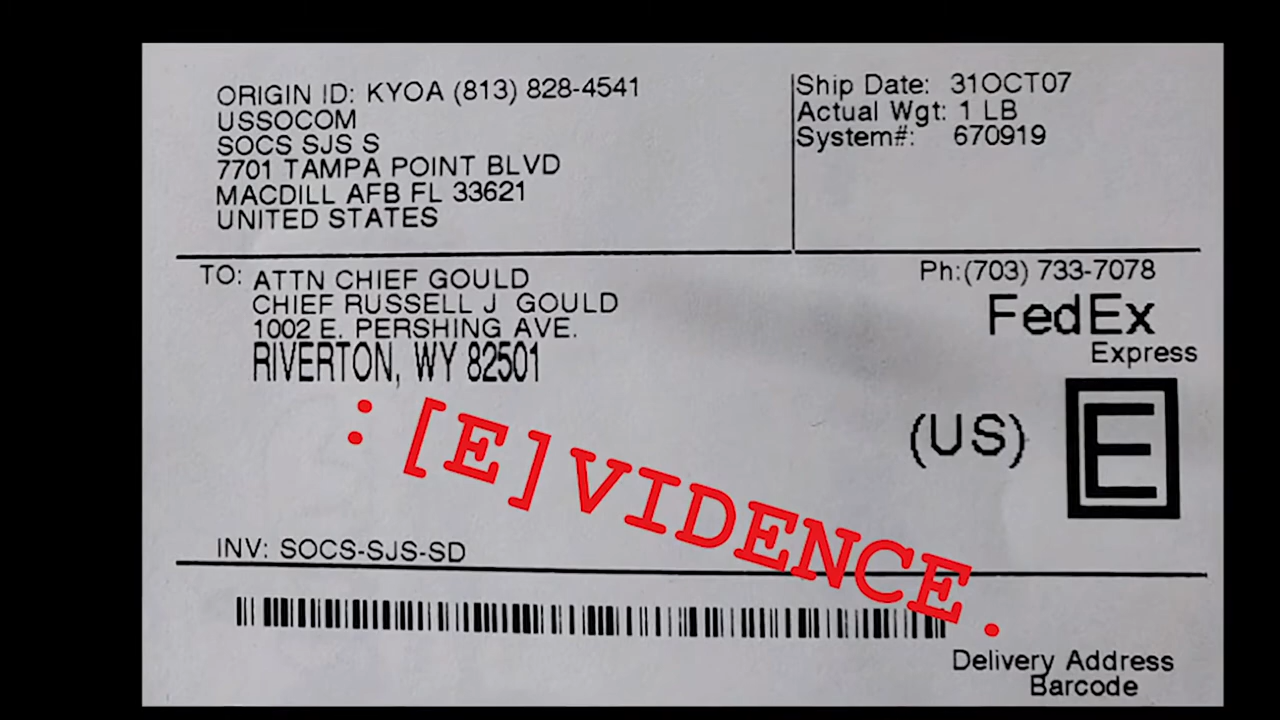 ORIGIN ID: KYOA (813) 828-4541
USSOCOM
SOCS SJS S
7701 TAMPA POINT BLVD
MACDILL AFB FL 33621
UNITED STATES
Ship Date: 31OCT07
Actual Wgt: 1 LB
System#: 670919
TO: ATTN CHIEF GOULD
CHIEF RUSSELL J GOULD
1002 E. PERSHING AVE.
RIVERTON, WY 82501
Ph:(703) 733-7078
FedEx
Express
(US) E
:[E]VIDENCE.
INV: SOCS-SJS-SD
Delivery Address
Barcode